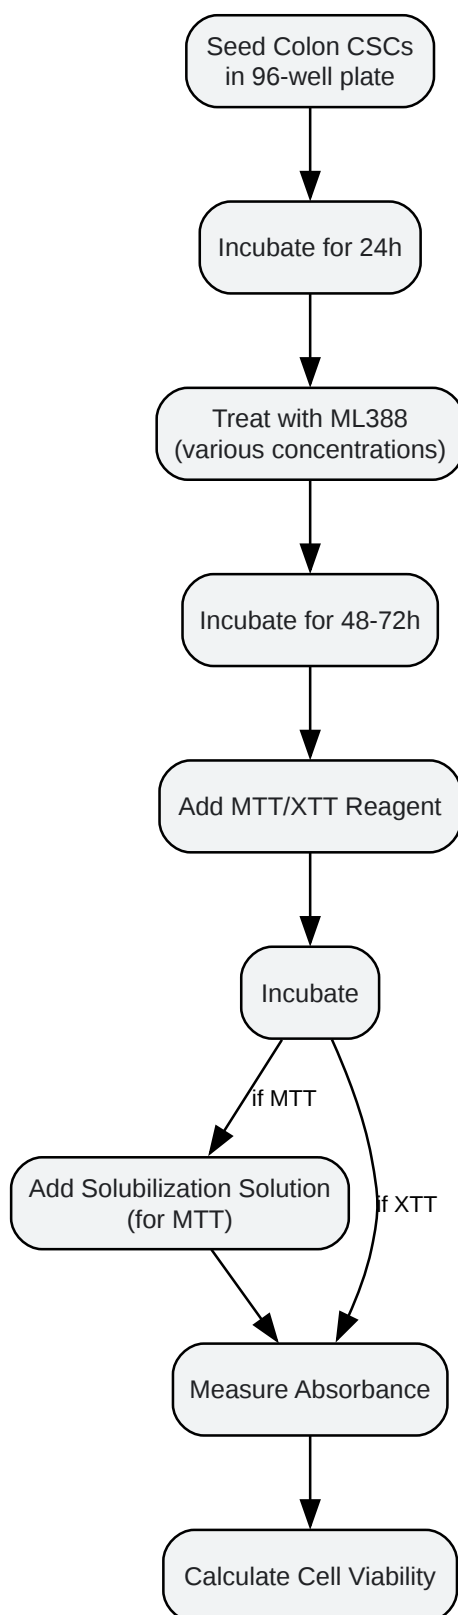 Seed Colon CSCs
in 96-well plate
Incubate for 24h
Treat with ML388
(various concentrations)
Incubate for 48-72h
Add MTT/XTT Reagent
Incubate
if MTT
Add Solubilization Solution
(for MTT)
if XTT
Measure Absorbance
Calculate Cell Viability